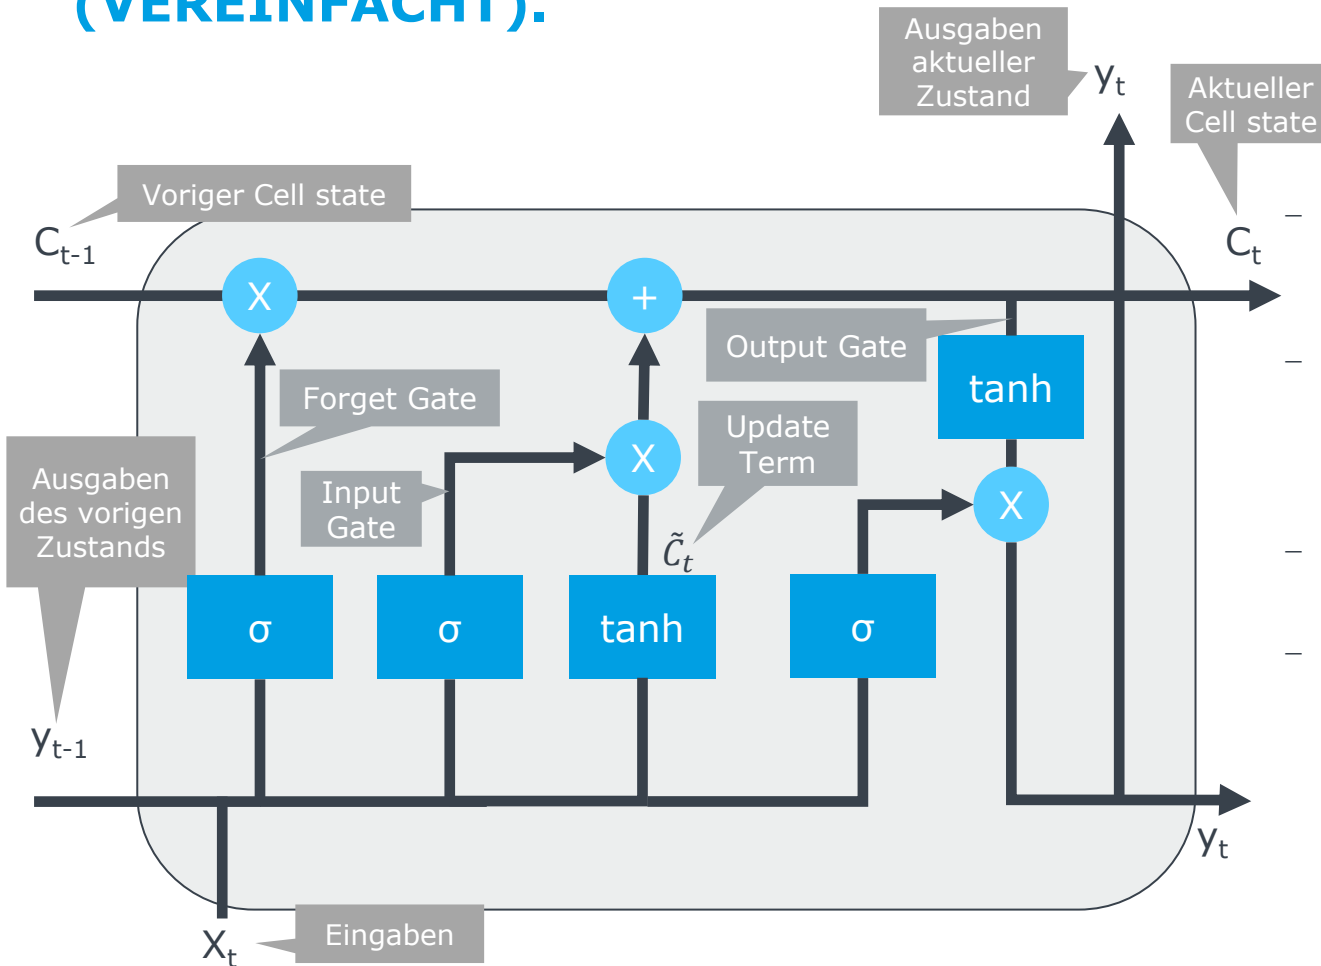 (VEREINFACHT).
Ausgaben
aktueller
Zustand
yt
Aktueller
Cell state
Voriger Cell state
Ct-1
Ct
–
X
+
Output Gate
–
tanh
Forget Gate
Update
Term
X
Ausgaben
des vorigen
Zustands
Input
Gate
X
C̃t
–
σ
σ
tanh
σ
–
yt-1
yt
Xt
Eingaben